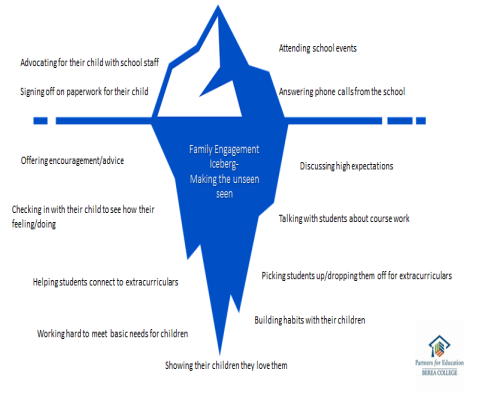 Attending school events
Advocating for their child with school staff
Signing off on paperwork for their child
Answering phone calls from the school
Family Engagement
Iceberg-
Making the unseen
seen
Offering encouragement/advice
Discussing high expectations
Checking in with their child to see how their
feeling/doing
Talking with students about course work
Helping students connect to extracurriculars
Picking students up/dropping them off for extracurriculars
Building habits with their children
Working hard to meet basic needs for children
Showing their children they love them
Partners for Education
BEREA COLLEGE